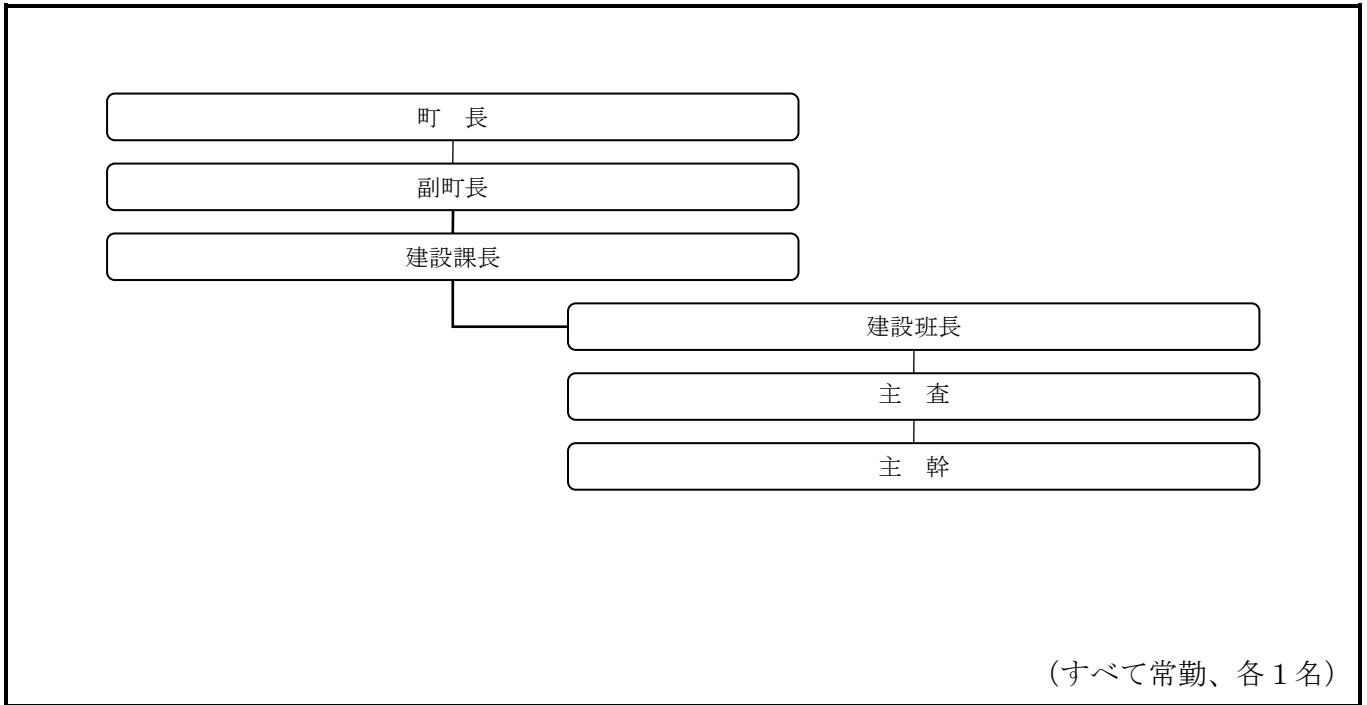 町　長
副町長
建設課長
建設班長
主　査
主　幹
（すべて常勤、各１名）